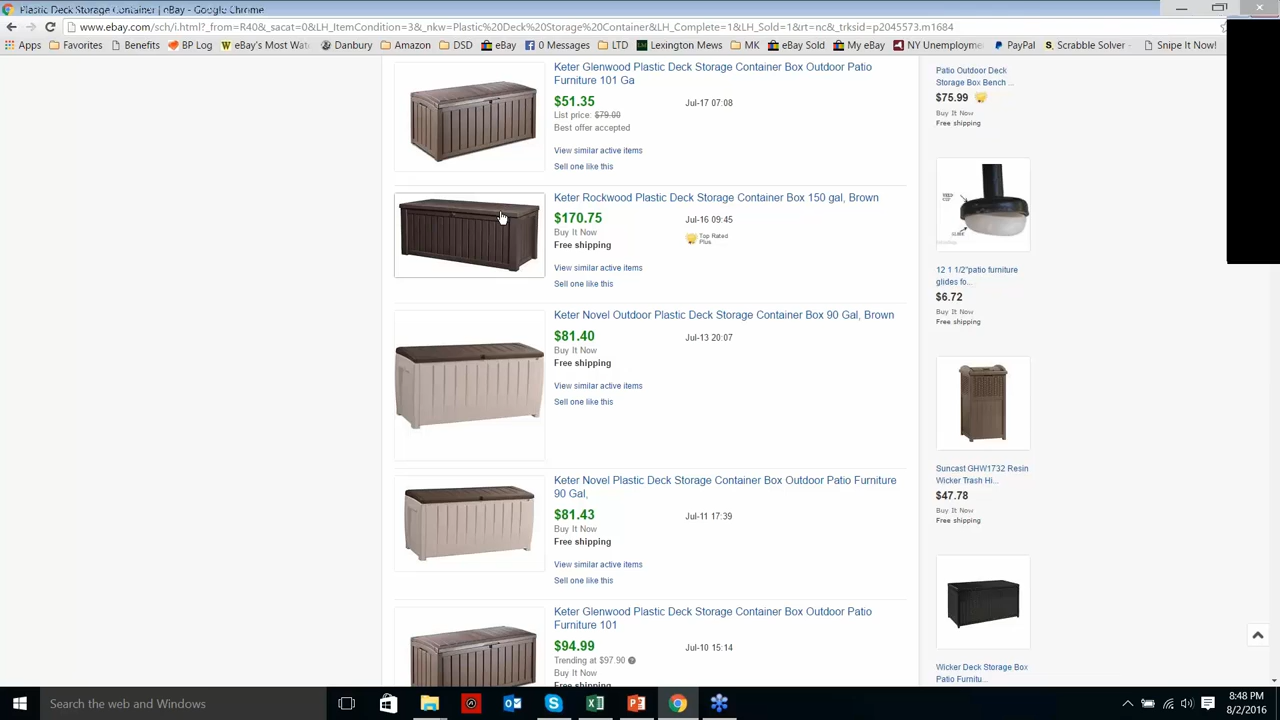 www.ebay.com/sch/i.html?_from=R40&_sacat=0&LH_ItemCondition=3&_nkw=Plastic%20Deck%20Storage%20Container&LH_Complete=1&LH_Sold=1&rt=nc&_trksid=p2045573.m1684
Places Faves Benefits BP Log eBay's Most Wa Danbury Amazon DSD eBay 0 Messages LTD Lexington Mews MK eBay Sold My eBay NY Unemploym PayPal Scrabble Solver - Snipe It Now!
Keter Glenwood Plastic Deck Storage Container Box Outdoor Patio
Furniture 101 Ga
$51.35
Jul-17 07:08
List price: $79.00
Best offer accepted
View similar active items
Sell one like this
Keter Rockwood Plastic Deck Storage Container Box 150 gal, Brown
$170.75
Jul-16 09:45
Buy It Now
Top Rated
Plus
Free shipping
View similar active items
Sell one like this
Keter Novel Outdoor Plastic Deck Storage Container Box 90 Gal, Brown
$81.40
Jul-13 20:07
Buy It Now
Free shipping
View similar active items
Sell one like this
Keter Novel Plastic Deck Storage Container Box Outdoor Patio Furniture
90 Gal,
$81.43
Jul-11 17:39
Buy It Now
Free shipping
View similar active items
Sell one like this
Keter Glenwood Plastic Deck Storage Container Box Outdoor Patio
Furniture 101
$94.99
Jul-10 15:14
Trending at $97.90
Buy It Now
Free shipping
Patio Outdoor Deck
Storage Box Bench ...
$75.99
Buy It Now
Free shipping
12 1 1/2"patio furniture
glides fo...
$6.72
Buy It Now
Free shipping
Suncast GHW1732 Resin
Wicker Trash Hi...
$47.78
Buy It Now
Free shipping
Wicker Deck Storage Box
Patio Furnitu...
Search the web and Windows
8:48 PM
8/2/2016